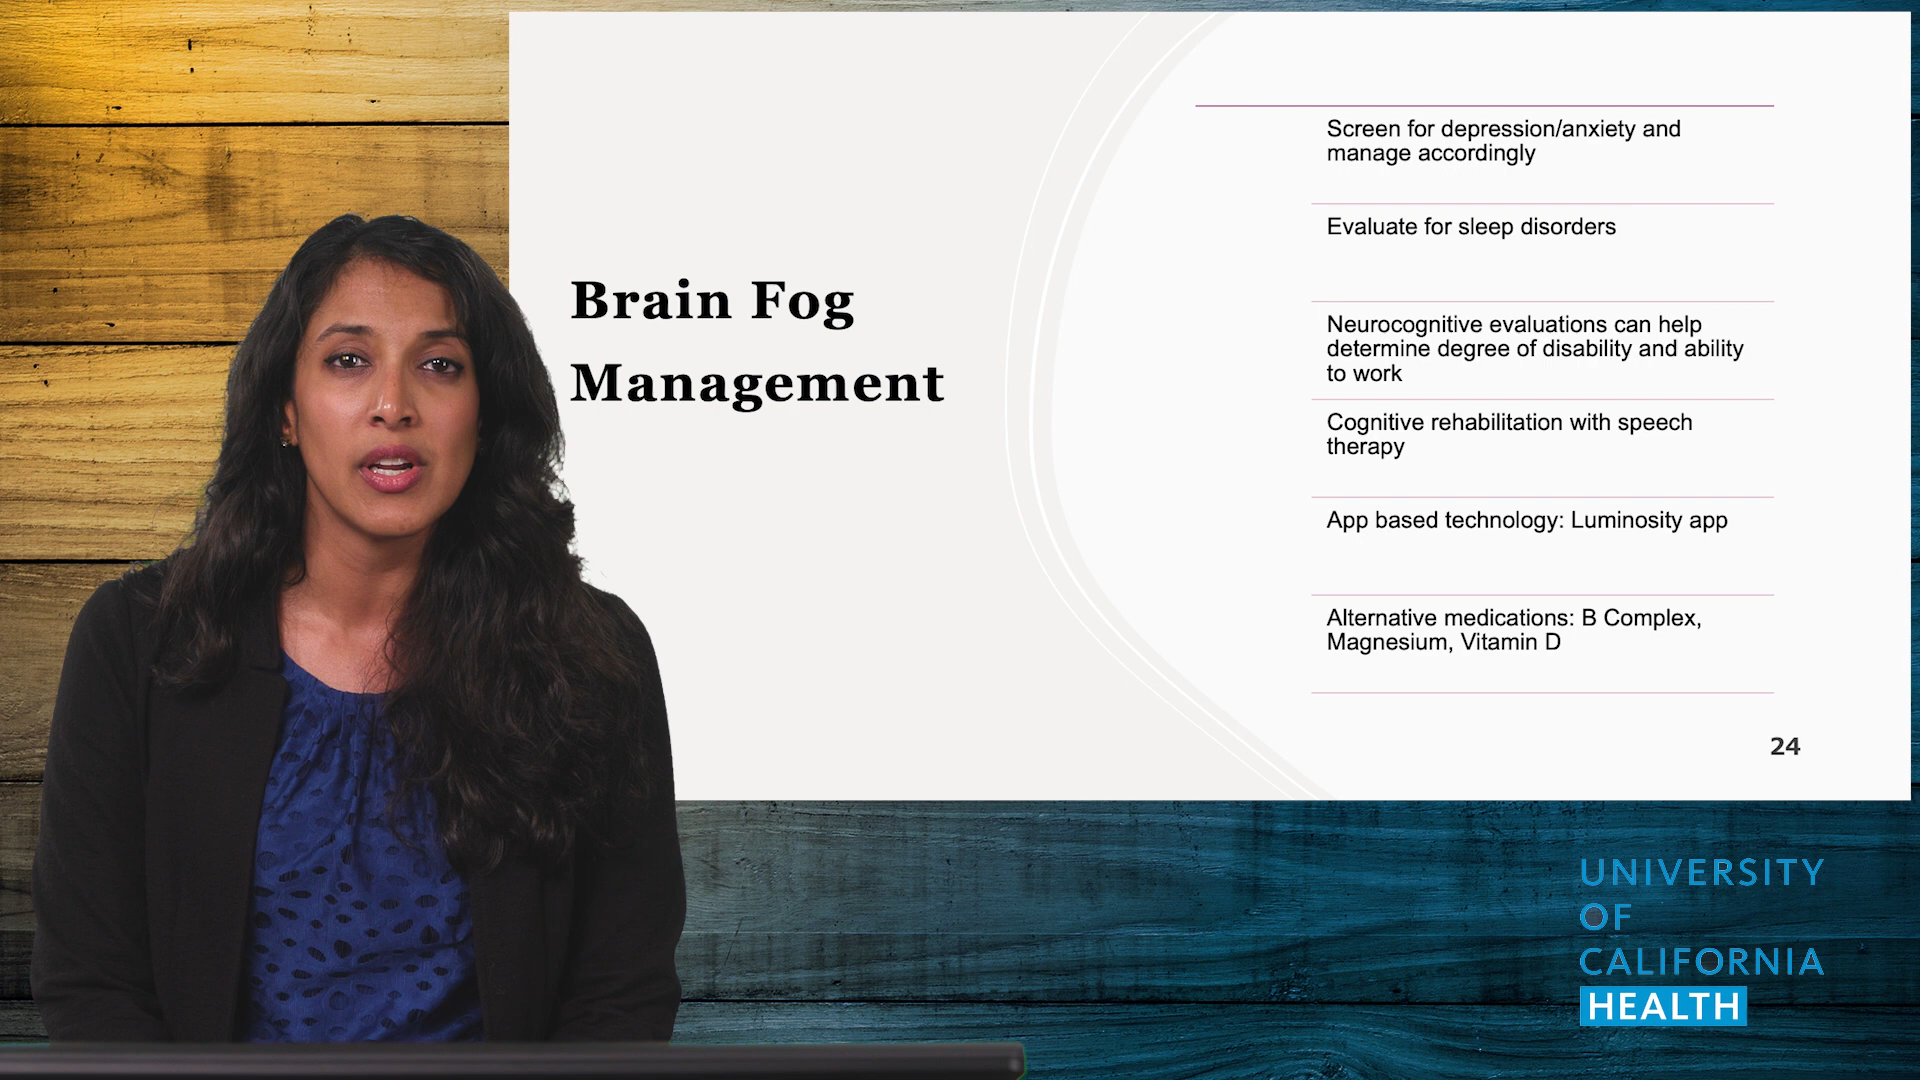 Brain Fog
Management
Screen for depression/anxiety and
manage accordingly
Evaluate for sleep disorders
Neurocognitive evaluations can help
determine degree of disability and ability
to work
Cognitive rehabilitation with speech
therapy
App based technology: Luminosity app
Alternative medications: B Complex,
Magnesium, Vitamin D
24
UNIVERSITY
OF
CALIFORNIA
HEALTH